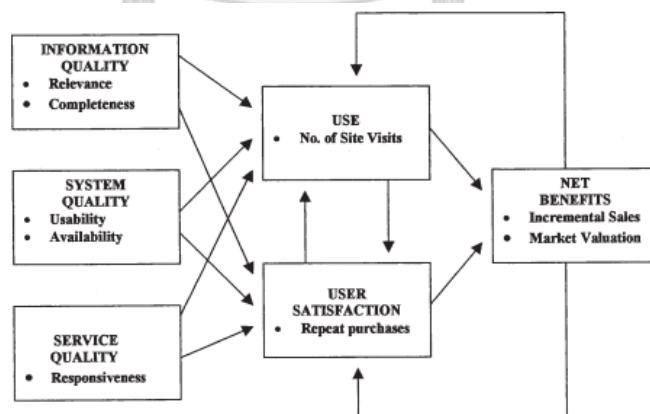 INFORMATION
QUALITY
• Relevance
• Completeness
SYSTEM
QUALITY
• Usability
• Availability
SERVICE
QUALITY
• Responsiveness
USE
• No. of Site Visits
USER
SATISFACTION
• Repeat purchases
NET
BENEFITS
• Incremental Sales
• Market Valuation